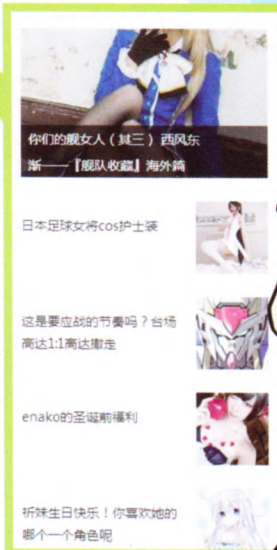 你们的舰女人（其三） 西风东
渐——『舰队收藏』海外篇
日本足球女将cos护士装
这是要应战的节奏吗？台场
高达1:1高达撤走
enako的圣诞前福利
祈妹生日快乐！你喜欢她的
哪个一个角色呢